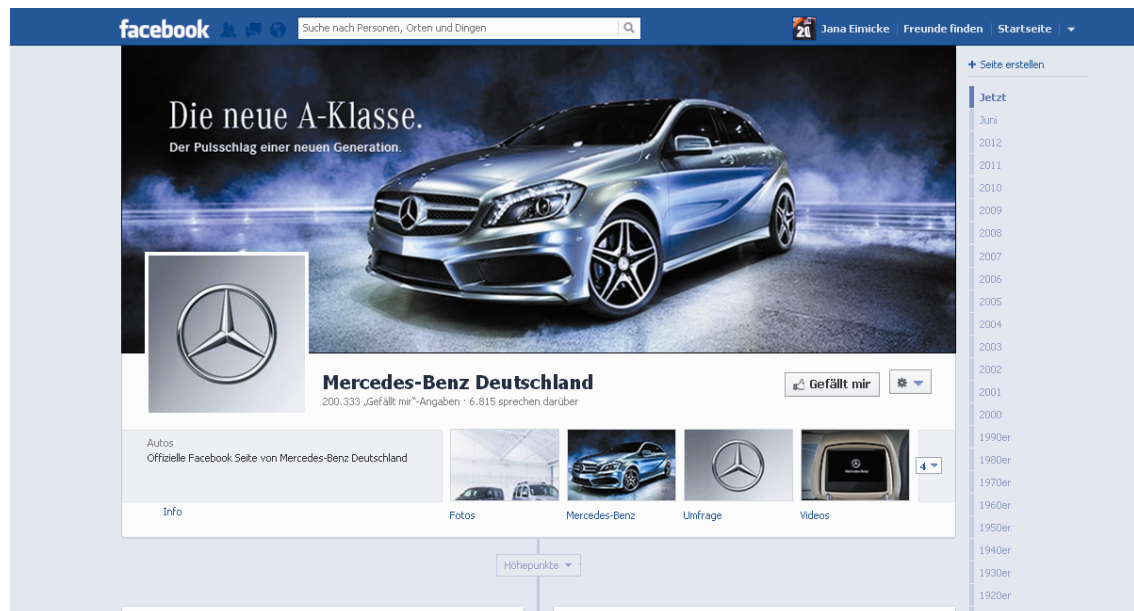 facebook
Suche nach Personen, Orten und Dingen
Jana Eimicke
Freunde finden
Startseite
Die neue A-Klasse.
Der Pulsschlag einer neuen Generation.
Mercedes-Benz Deutschland
200.333 „Gefällt mir“-Angaben · 6.815 sprechen darüber
Gefällt mir
Autos
Offizielle Facebook Seite von Mercedes-Benz Deutschland
Info
Fotos
Mercedes-Benz
Umfrage
Videos
4
Höhepunkte
+ Seite erstellen
Jetzt
Juni
2012
2011
2010
2009
2008
2007
2006
2005
2004
2003
2002
2001
2000
1990er
1980er
1970er
1960er
1950er
1940er
1930er
1920er